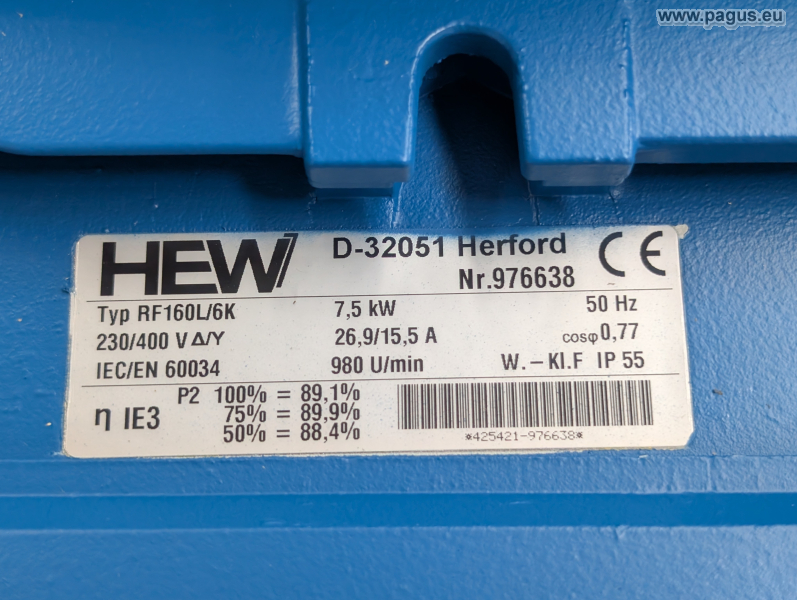 www.pagus.eu
HEW D-32051 Herford CE
Nr.976638
Typ RF160L/6K 7,5 kW 50 Hz
230/400 V Δ/Y 26,9/15,5 A cosφ0,77
IEC/EN 60034 980 U/min W.-Kl.F IP 55
P2 100% = 89,1%
η IE3 75% = 89,9%
50% = 88,4%
*425421-976638*